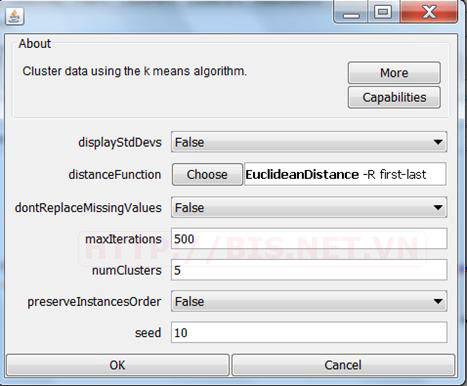 About
Cluster data using the k means algorithm.
More
Capabilities
displayStdDevs False
distanceFunction Choose EuclideanDistance -R first-last
dontReplaceMissingValues False
maxIterations 500
HTTP://BIS.NET.VN
numClusters 5
preserveInstancesOrder False
seed 10
OK Cancel